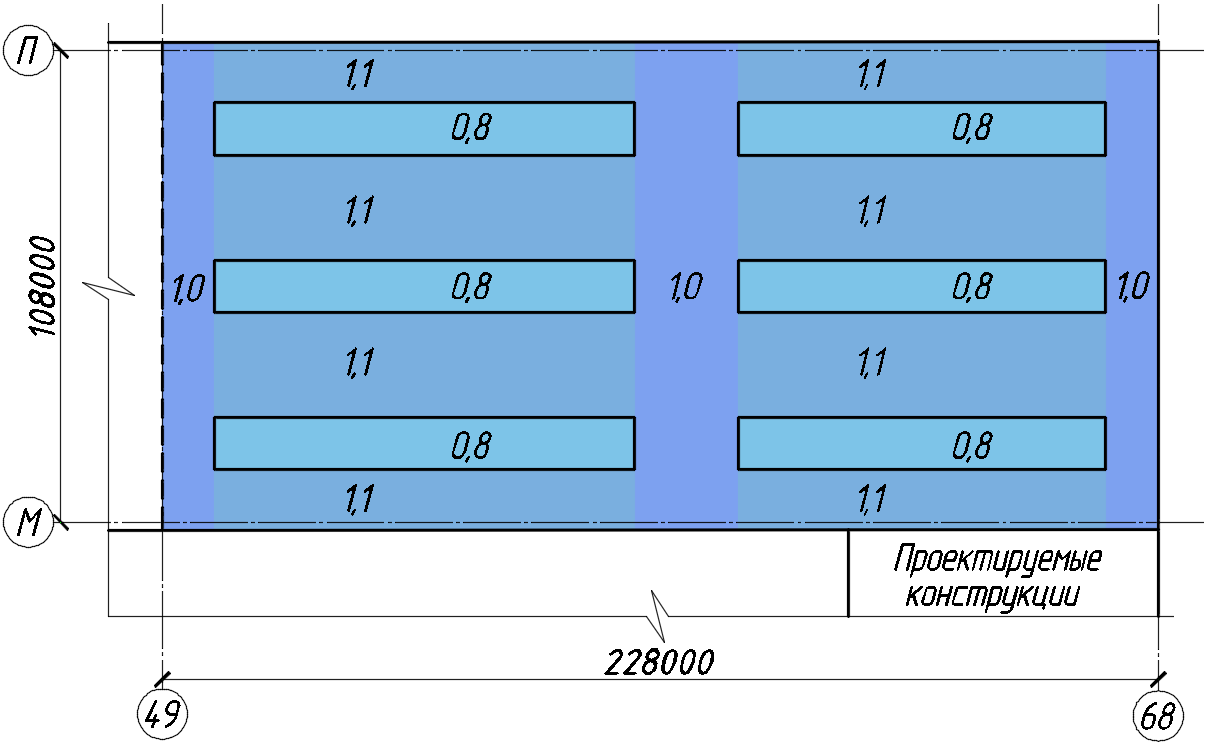 П
1,1 1,1
0,8 0,8
1,1 1,1
108000
1,0 0,8 1,0 0,8 1,0
1,1 1,1
0,8 0,8
1,1 1,1
М
Проектируемые
конструкции
228000
49 68